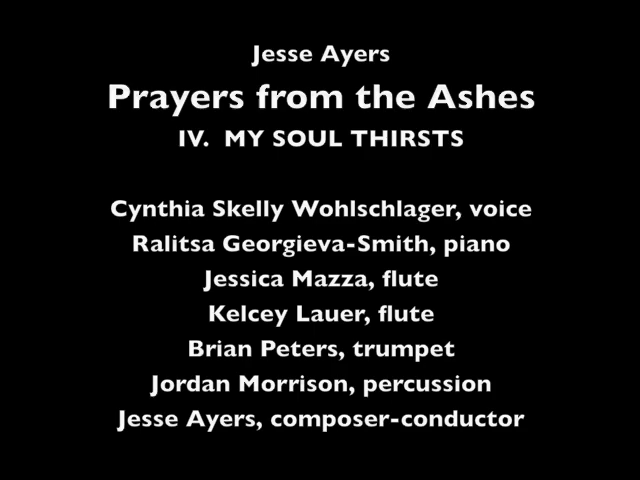 Jesse Ayers
Prayers from the Ashes
IV. MY SOUL THIRSTS
Cynthia Skelly Wohlschlager, voice
Ralitsa Georgieva-Smith, piano
Jessica Mazza, flute
Kelcey Lauer, flute
Brian Peters, trumpet
Jordan Morrison, percussion
Jesse Ayers, composer-conductor